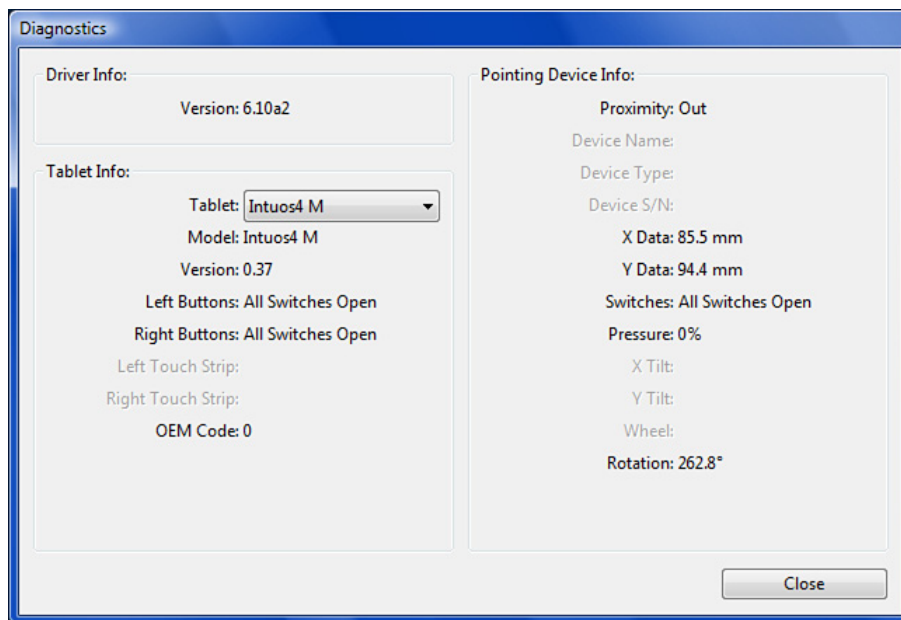 Diagnostics
Driver Info:
Version: 6.10a2
Tablet Info:
Tablet: Intuos4 M
Model: Intuos4 M
Version: 0.37
Left Buttons: All Switches Open
Right Buttons: All Switches Open
Left Touch Strip:
Right Touch Strip:
OEM Code: 0
Pointing Device Info:
Proximity: Out
Device Name:
Device Type:
Device S/N:
X Data: 85.5 mm
Y Data: 94.4 mm
Switches: All Switches Open
Pressure: 0%
X Tilt:
Y Tilt:
Wheel:
Rotation: 262.8°
Close